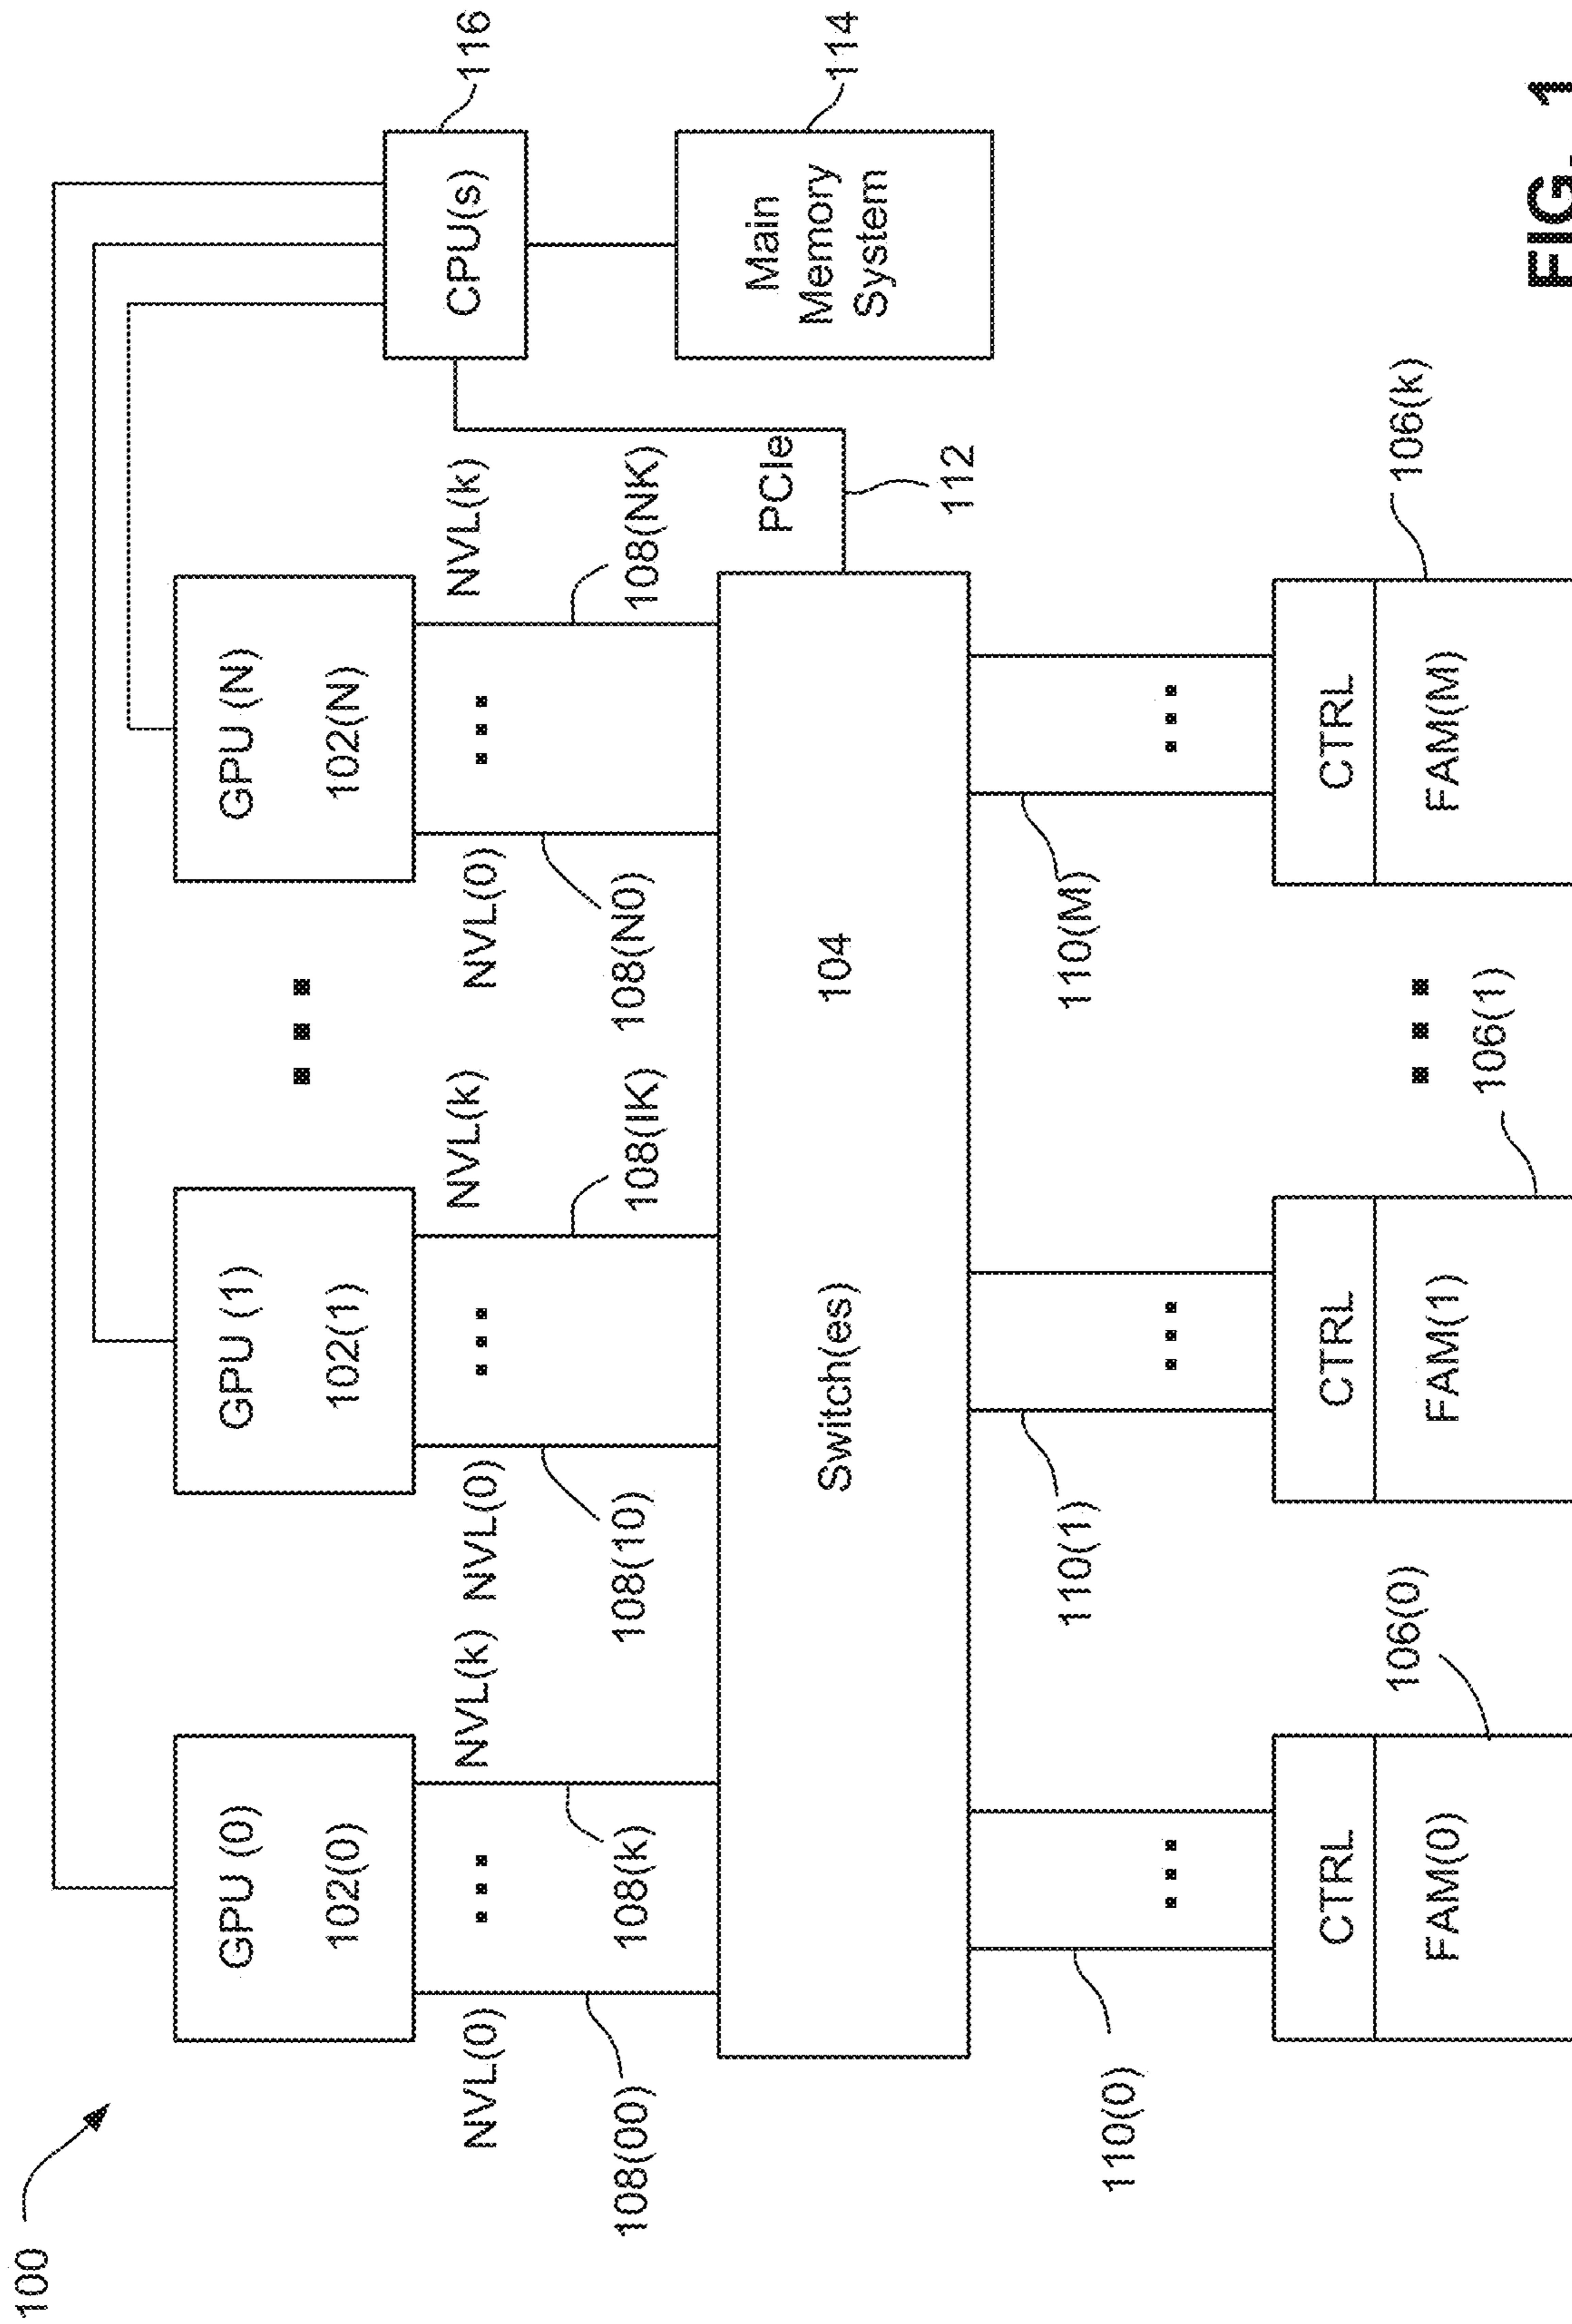 100
GPU (0)
102(0)
GPU (1)
102(1)
GPU (N)
102(N)
CPU(s)
116
NVL(0)
NVL(k)
NVL(0)
NVL(k)
NVL(0)
NVL(k)
108(00)
108(k)
108(10)
108(IK)
108(N0)
108(NK)
PCIe
112
Main
Memory
System
114
Switch(es)
104
110(0)
110(1)
110(M)
106(0)
106(1)
106(k)
CTRL
CTRL
CTRL
FAM(0)
FAM(1)
FAM(M)
FIG. 1